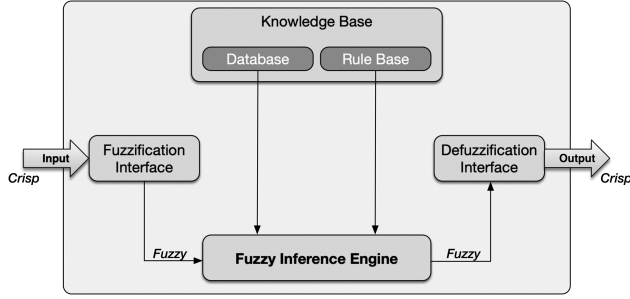 Knowledge Base
Database
Rule Base
Input
Crisp
Fuzzification
Interface
Defuzzification
Interface
Output
Crisp
Fuzzy
Fuzzy Inference Engine
Fuzzy